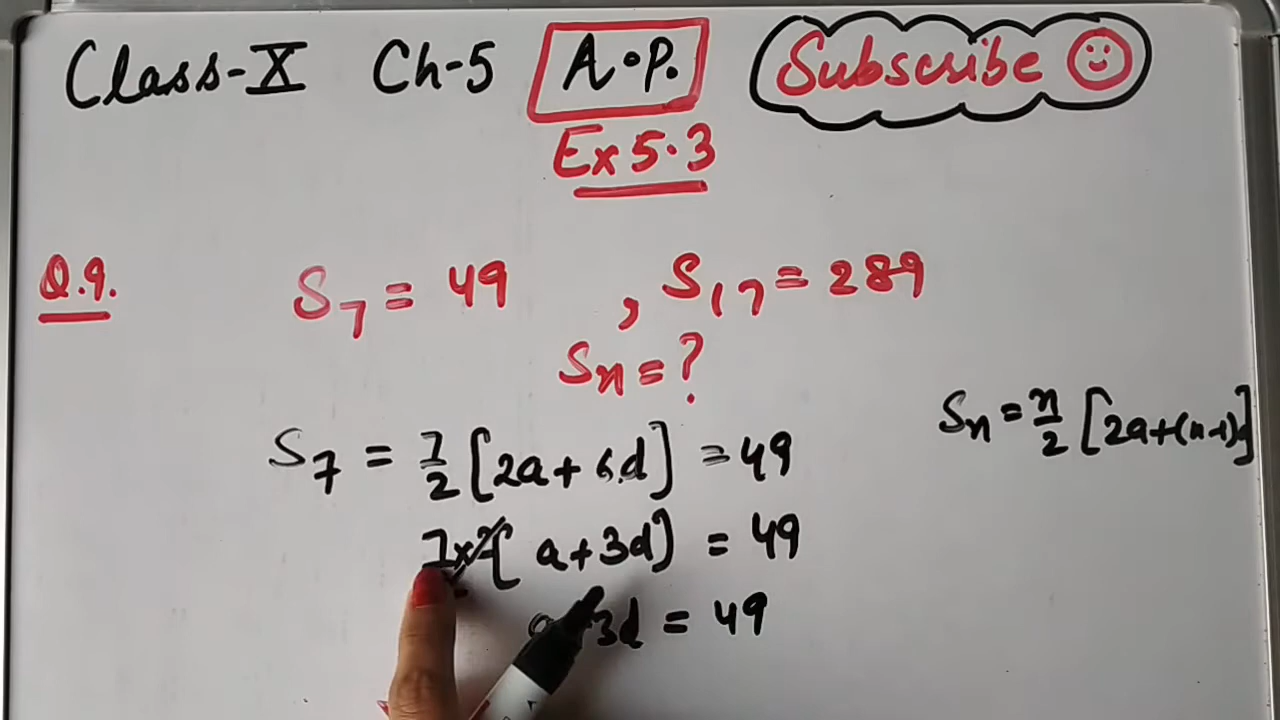 Class-X Ch-5 A.P. Subscribe
Ex 5.3
Q.9. S₇ = 49 , S₁₇ = 289
Sₙ = ?
Sₙ = n/2 [2a+(n-1)d]
S₇ = 7/2 [2a + 6d] = 49
7×2 [a + 3d] = 49
3d = 49